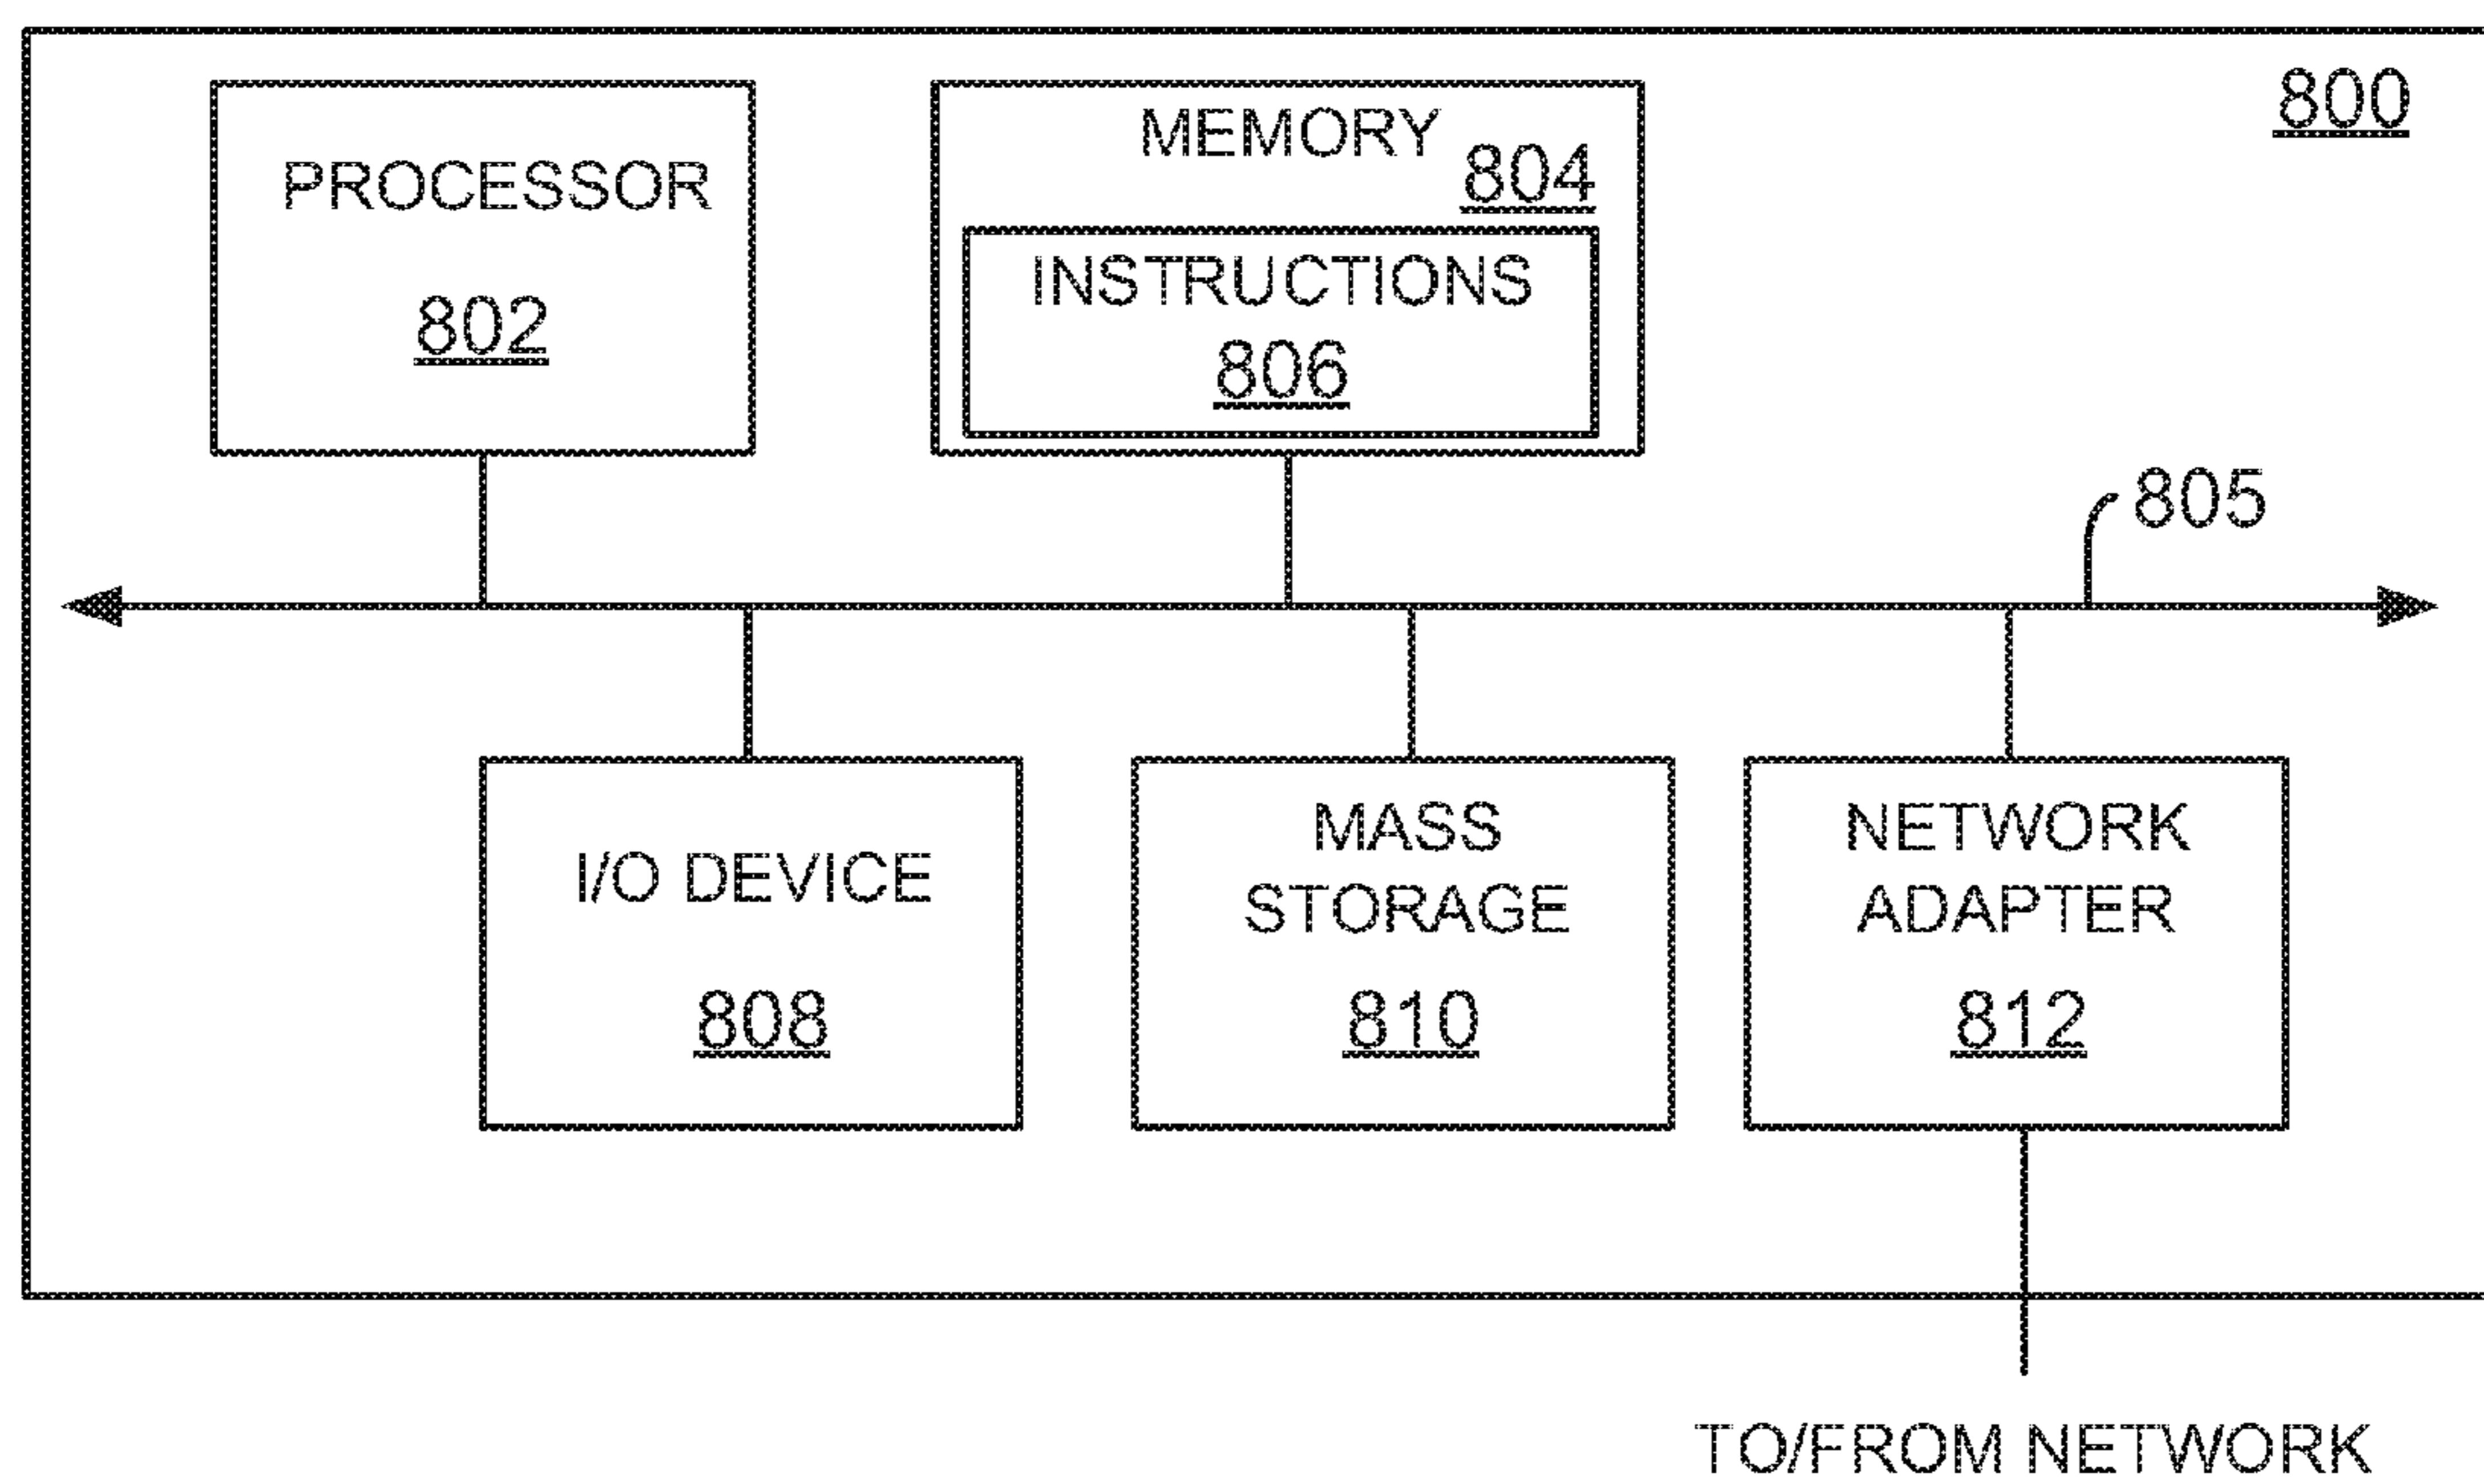 800
PROCESSOR
802
MEMORY
804
INSTRUCTIONS
806
805
I/O DEVICE
808
MASS
STORAGE
810
NETWORK
ADAPTER
812
TO/FROM NETWORK